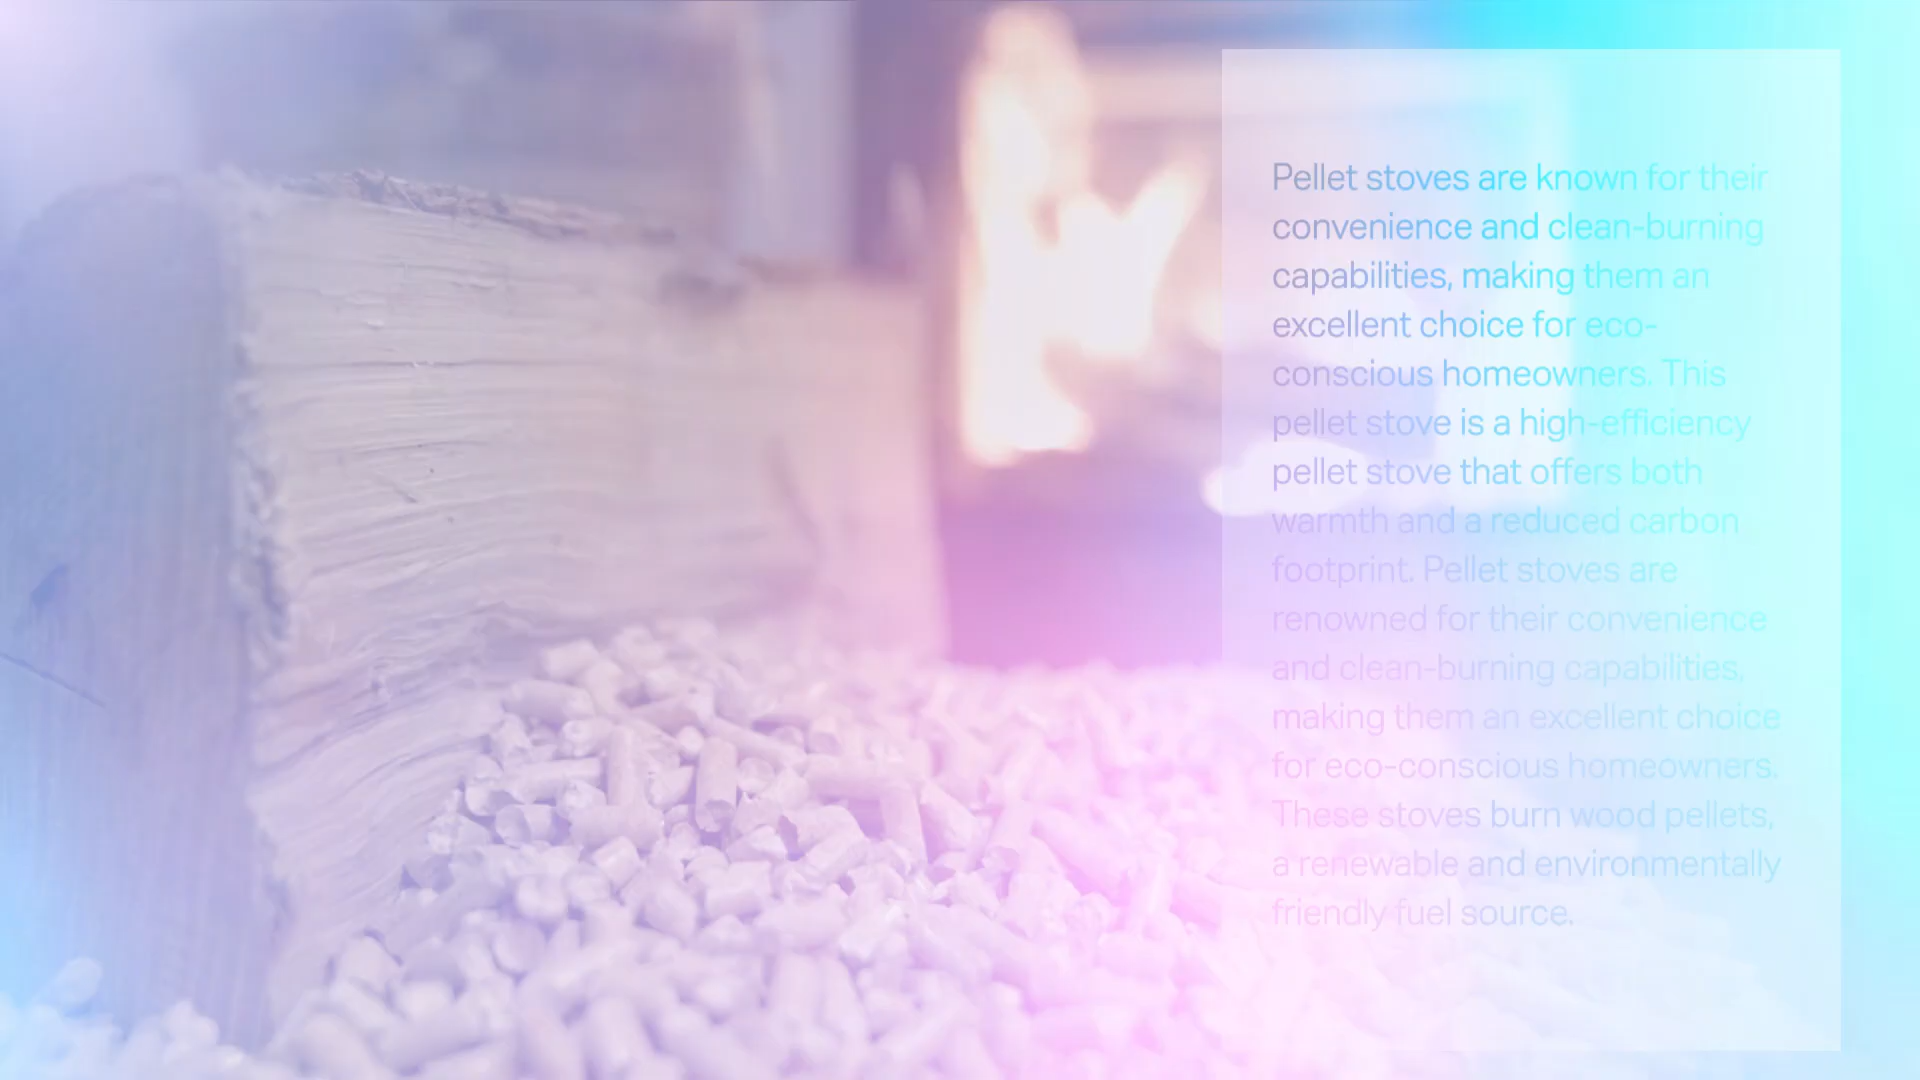 Pellet stoves are known for their
convenience and clean-burning
capabilities, making them an
excellent choice for eco-
conscious homeowners. This
pellet stove is a high-efficiency
pellet stove that offers both
warmth and a reduced carbon
footprint. Pellet stoves are
renowned for their convenience
and clean-burning capabilities,
making them an excellent choice
for eco-conscious homeowners.
These stoves burn wood pellets,
a renewable and environmentally
friendly fuel source.